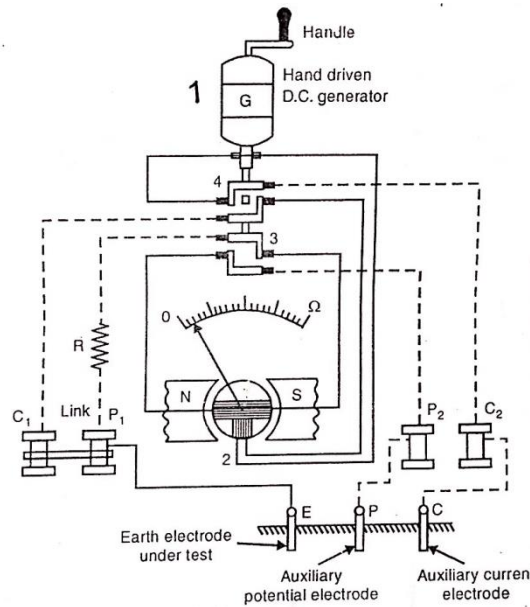 Handle
Hand driven
D.C. generator
1
G
4
3
0
Ω
R
N
S
C1
Link
P1
P2
C2
2
E
P
C
Earth electrode
under test
Auxiliary
potential electrode
Auxiliary curren
electrode